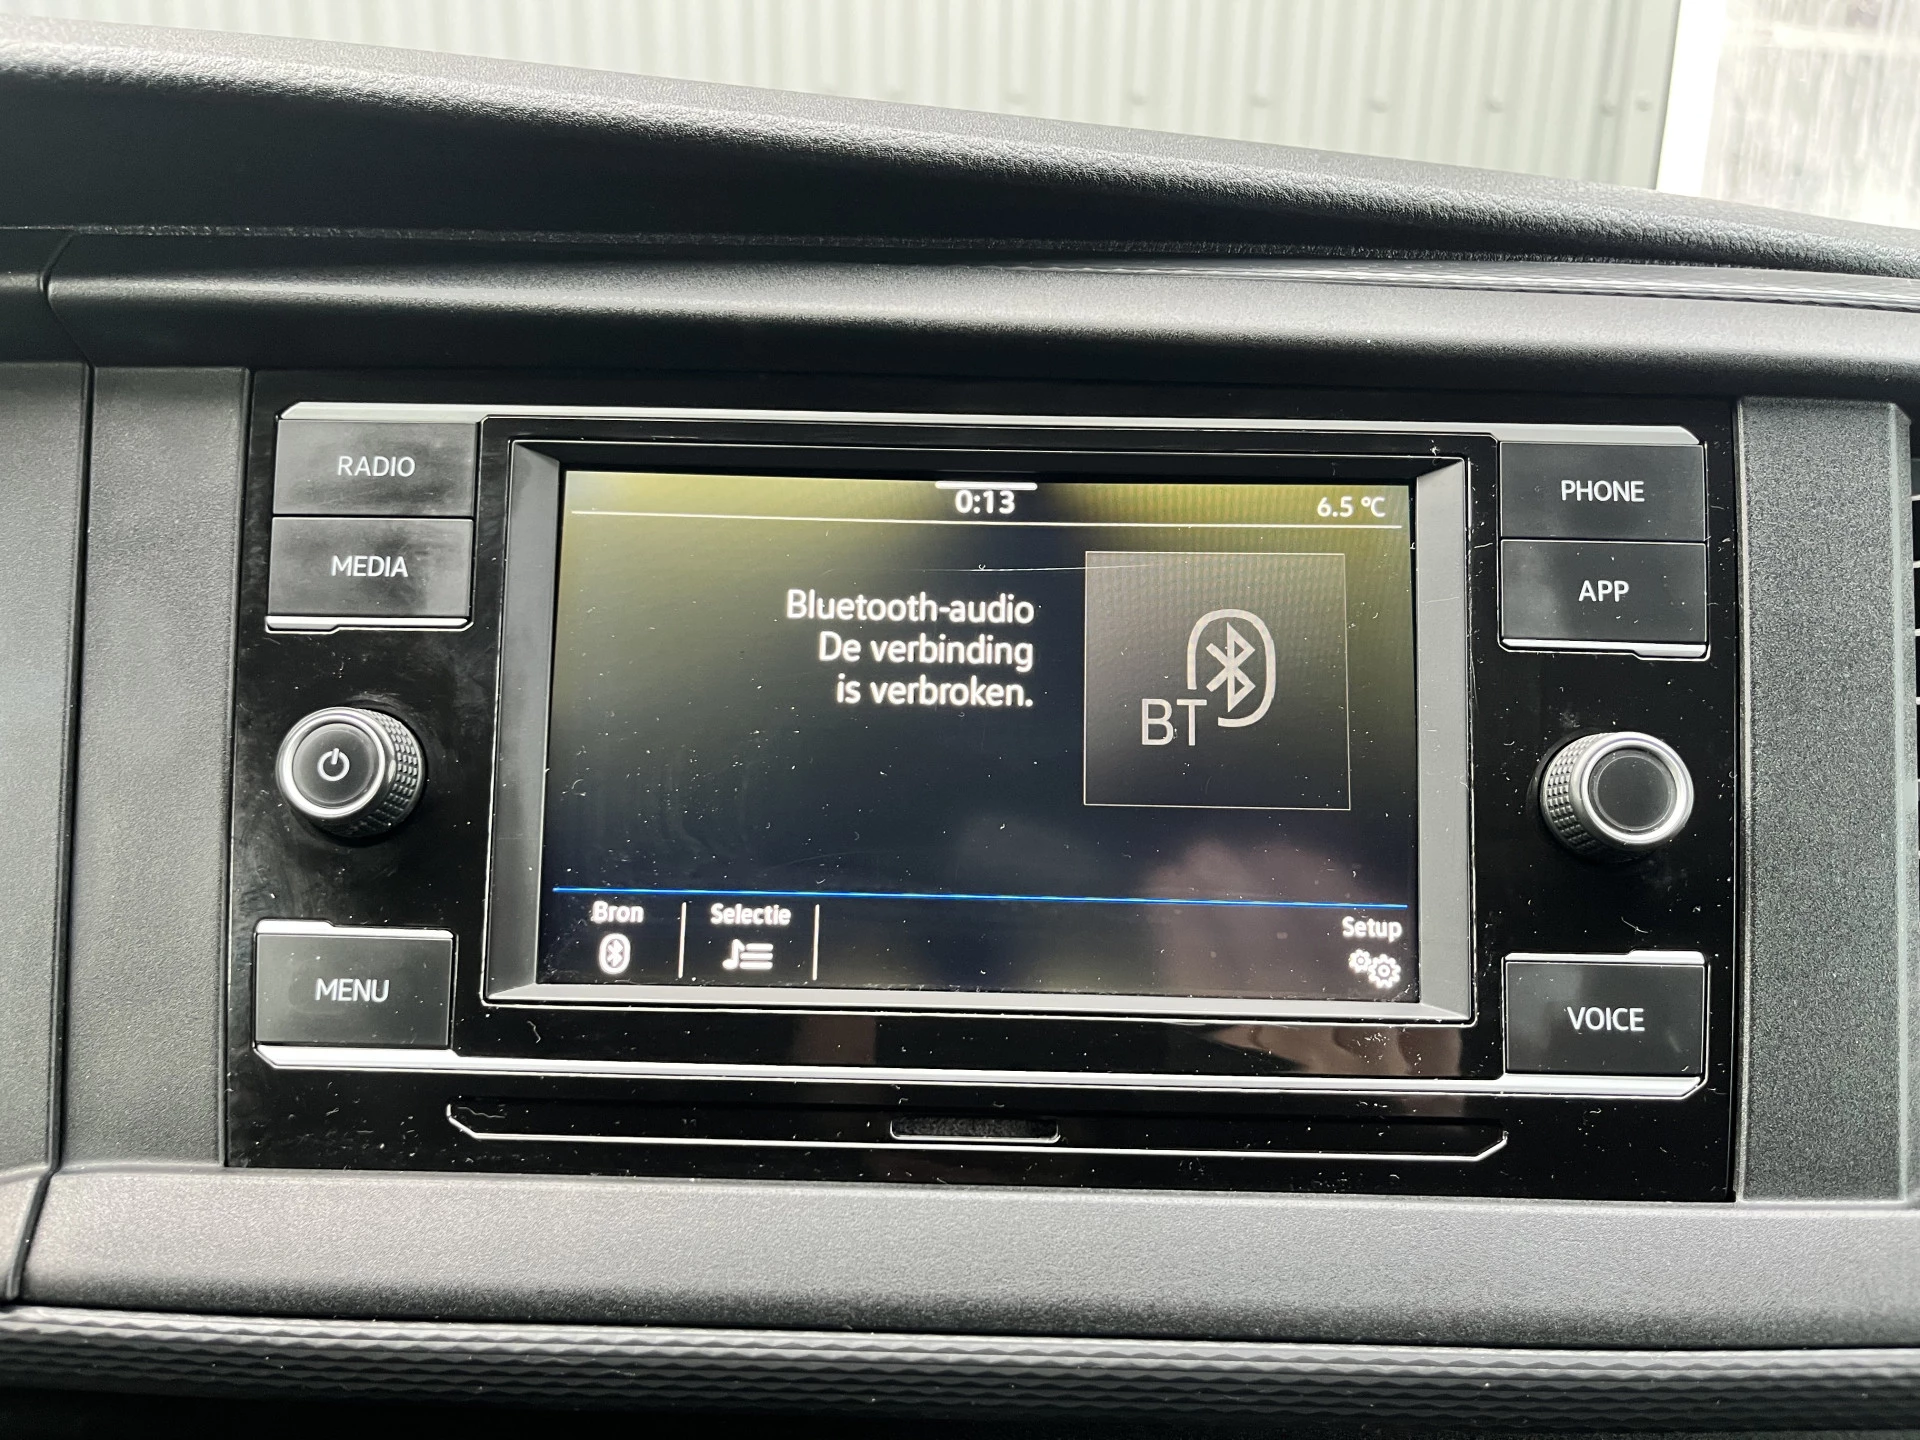 RADIO
MEDIA
MENU
0:13
6.5 °C
Bluetooth-audio
De verbinding
is verbroken.
BT
Bron
Selectie
Setup
PHONE
APP
VOICE